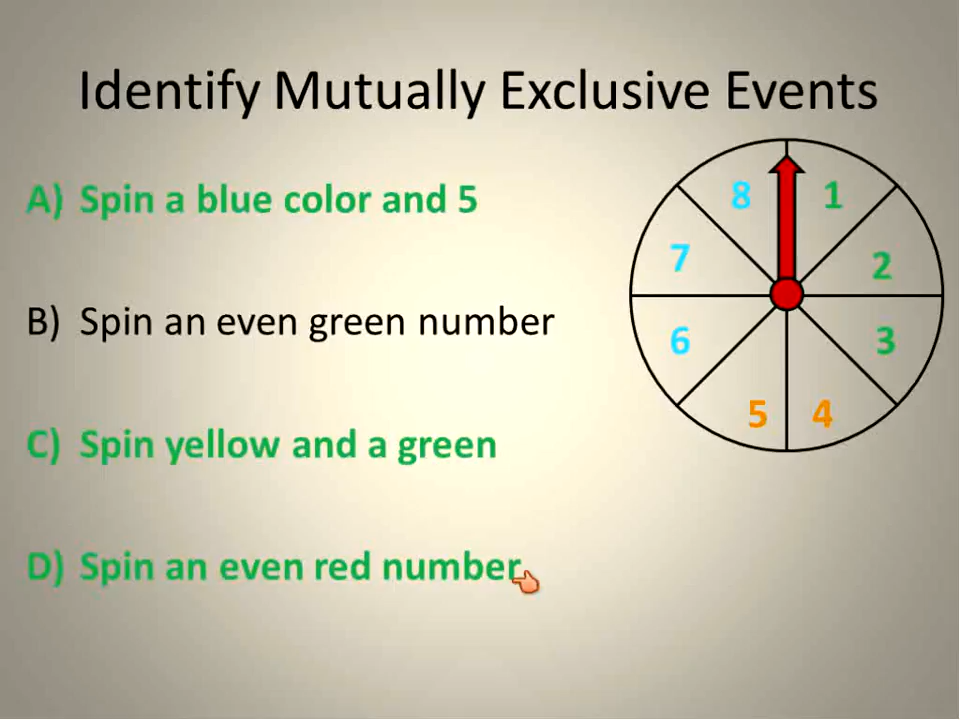 Identify Mutually Exclusive Events
A) Spin a blue color and 5
B) Spin an even green number
C) Spin yellow and a green
D) Spin an even red number
8 1
7 2
6 3
5 4